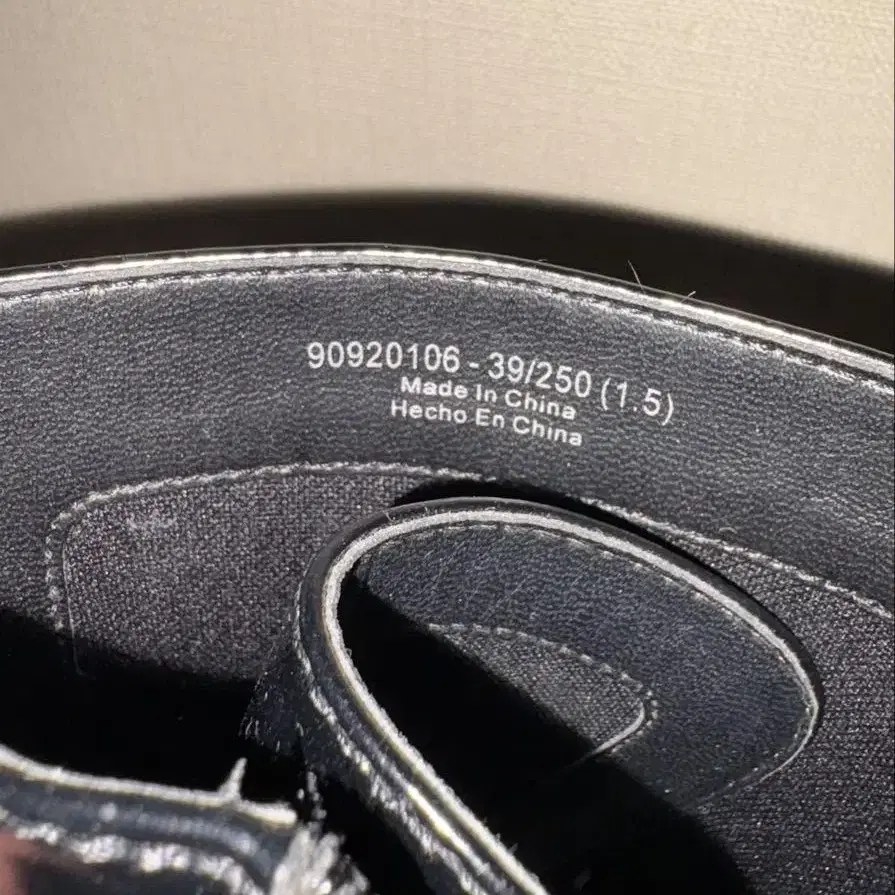 90920106 - 39/250 (1.5)
Made In China
Hecho En China